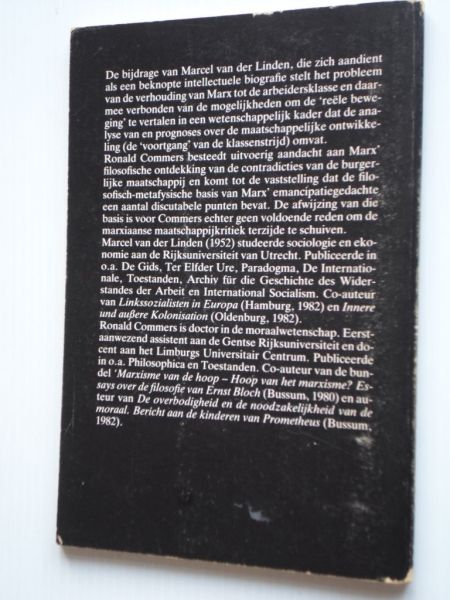 De bijdrage van Marcel van der Linden, die zich aandient
als een beknopte intellectuele biografie stelt het probleem
van de verhouding van Marx tot de arbeidersklasse en daar-
mee verbonden van de mogelijkheden om de 'reële bewe-
ging' te vertalen in een wetenschappelijk kader dat de ana-
lyse van en prognoses over de maatschappelijke ontwikke-
ling (de 'voortgang' van de klassenstrijd) omvat.
Ronald Commers besteedt uitvoerig aandacht aan Marx'
filosofische ontdekking van de contradicties van de burger-
lijke maatschappij en komt tot de vaststelling dat de filo-
sofisch-metafysische basis van Marx' emancipatiegedachte
een aantal discutabele punten bevat. De afwijzing van die
basis is voor Commers echter geen voldoende reden om de
marxiaanse maatschappijkritiek terzijde te schuiven.
Marcel van der Linden (1952) studeerde sociologie en eko-
nomie aan de Rijksuniversiteit van Utrecht. Publiceerde in
o.a. De Gids, Ter Elfder Ure, Paradogma, De Internatio-
nale, Toestanden, Archiv für die Geschichte des Wider-
standes der Arbeit en International Socialism. Co-auteur
van Linkssozialisten in Europa (Hamburg, 1982) en Innere
und außere Kolonisation (Oldenburg, 1982).
Ronald Commers is doctor in de moraalwetenschap. Eerst-
aanwezend assistent aan de Gentse Rijksuniversiteit en do-
cent aan het Limburgs Universitair Centrum. Publiceerde
in o.a. Philosophica en Toestanden. Co-auteur van de bun-
del 'Marxisme van de hoop – Hoop van het marxisme? Es-
says over de filosofie van Ernst Bloch (Bussum, 1980) en au-
teur van De overbodigheid en de noodzakelijkheid van de
moraal. Bericht aan de kinderen van Prometheus (Bussum,
1982).